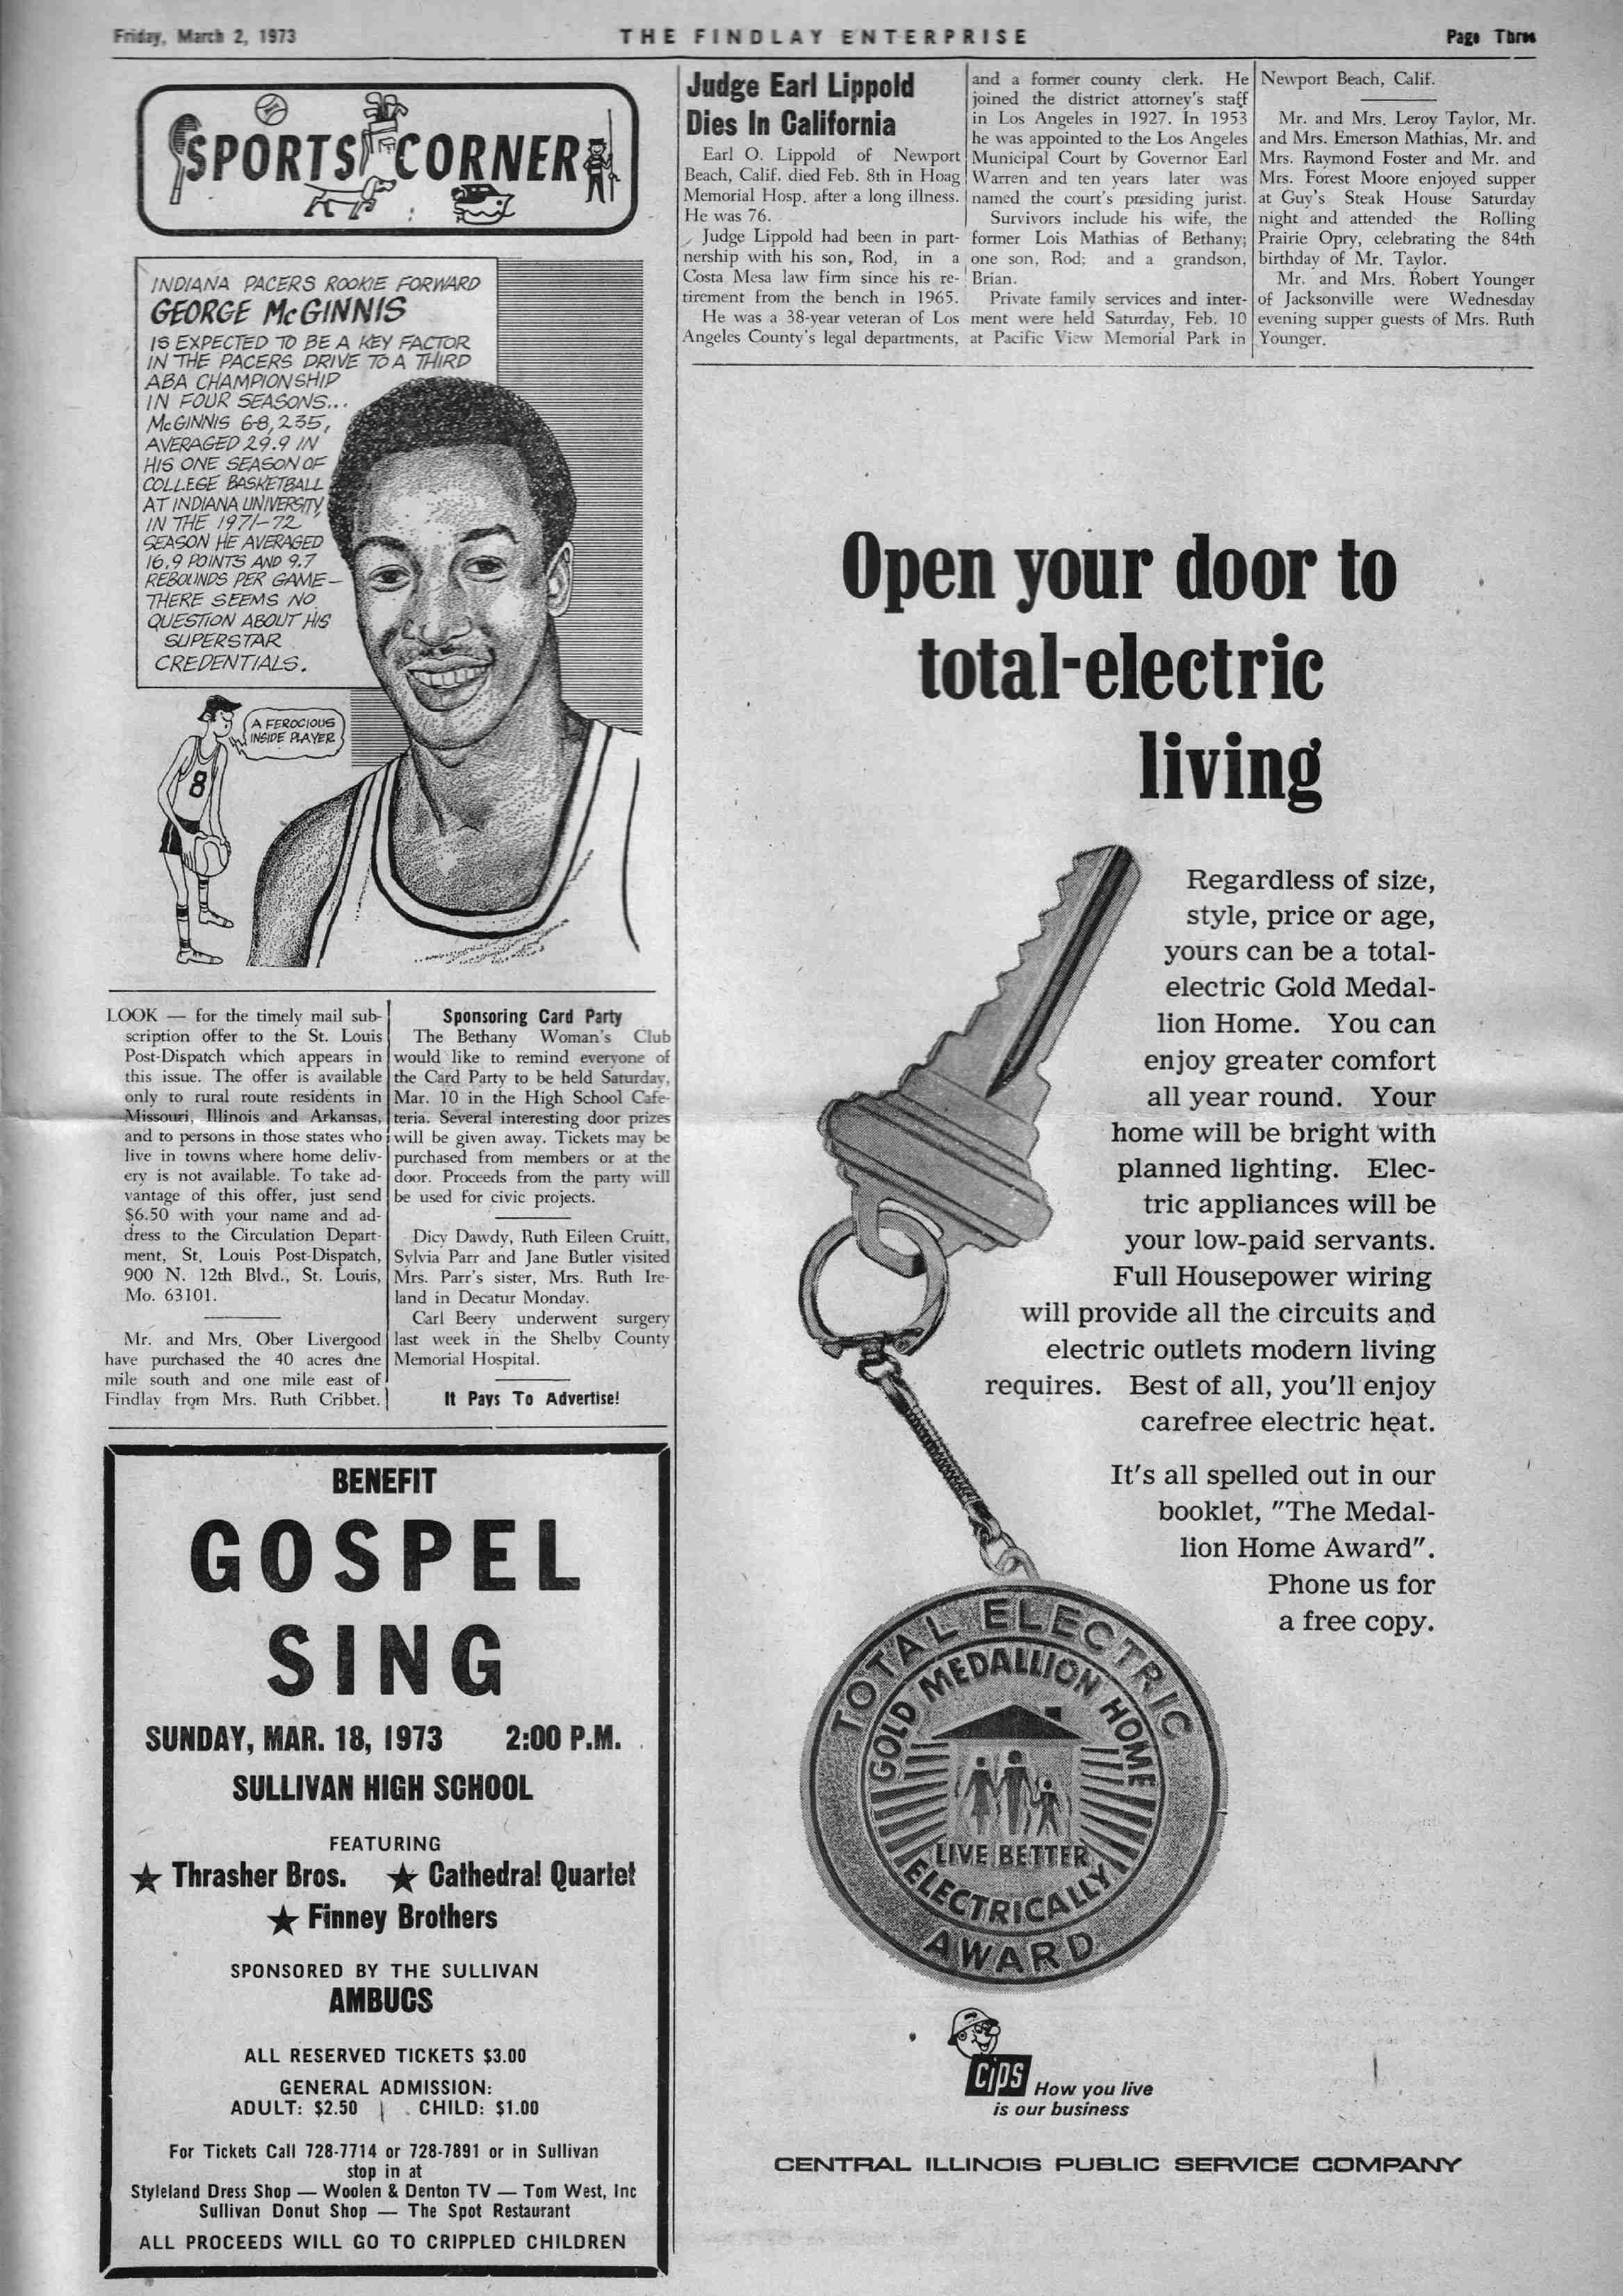 Friday, March 2, 1973
THE FINDLAY ENTERPRISE
Page Three
SPORTS CORNER
INDIANA PACERS ROOKIE FORWARD
GEORGE McGINNIS
IS EXPECTED TO BE A KEY FACTOR
IN THE PACERS DRIVE TO A THIRD
ABA CHAMPIONSHIP
IN FOUR SEASONS...
McGINNIS 6-8, 235,
AVERAGED 29.9 IN
HIS ONE SEASON OF
COLLEGE BASKETBALL
AT INDIANA UNIVERSITY,
IN THE 1971-72
SEASON HE AVERAGED
16.9 POINTS AND 9.7
REBOUNDS PER GAME—
THERE SEEMS NO
QUESTION ABOUT HIS
SUPERSTAR
CREDENTIALS.
A FEROCIOUS
INSIDE PLAYER
8
LOOK — for the timely mail sub-
scription offer to the St. Louis
Post-Dispatch which appears in
this issue. The offer is available
only to rural route residents in
Missouri, Illinois and Arkansas,
and to persons in those states who
live in towns where home deliv-
ery is not available. To take ad-
vantage of this offer, just send
$6.50 with your name and ad-
dress to the Circulation Depart-
ment, St. Louis Post-Dispatch,
900 N. 12th Blvd., St. Louis,
Mo. 63101.
Mr. and Mrs. Ober Livergood
have purchased the 40 acres one
mile south and one mile east of
Findlay from Mrs. Ruth Cribbet.
Sponsoring Card Party
The Bethany Woman's Club
would like to remind everyone of
the Card Party to be held Saturday,
Mar. 10 in the High School Cafe-
teria. Several interesting door prizes
will be given away. Tickets may be
purchased from members or at the
door. Proceeds from the party will
be used for civic projects.
Dicy Dawdy, Ruth Eileen Cruitt,
Sylvia Parr and Jane Butler visited
Mrs. Parr's sister, Mrs. Ruth Ire-
land in Decatur Monday.
Carl Beery underwent surgery
last week in the Shelby County
Memorial Hospital.
It Pays To Advertise!
BENEFIT
GOSPEL
SING
SUNDAY, MAR. 18, 1973 2:00 P.M.
SULLIVAN HIGH SCHOOL
FEATURING
★ Thrasher Bros. ★ Cathedral Quartet
★ Finney Brothers
SPONSORED BY THE SULLIVAN
AMBUCS
ALL RESERVED TICKETS $3.00
GENERAL ADMISSION:
ADULT: $2.50 CHILD: $1.00
For Tickets Call 728-7714 or 728-7891 or in Sullivan
stop in at
Styleland Dress Shop — Woolen & Denton TV — Tom West, Inc
Sullivan Donut Shop — The Spot Restaurant
ALL PROCEEDS WILL GO TO CRIPPLED CHILDREN
Judge Earl Lippold
Dies In California
Earl O. Lippold of Newport
Beach, Calif. died Feb. 8th in Hoag
Memorial Hosp. after a long illness.
He was 76.
Judge Lippold had been in part-
nership with his son, Rod, in a
Costa Mesa law firm since his re-
tirement from the bench in 1965.
He was a 38-year veteran of Los
Angeles County's legal departments,
and a former county clerk. He
joined the district attorney's staff
in Los Angeles in 1927. In 1953
he was appointed to the Los Angeles
Municipal Court by Governor Earl
Warren and ten years later was
named the court's presiding jurist.
Survivors include his wife, the
former Lois Mathias of Bethany;
one son, Rod; and a grandson,
Brian.
Private family services and inter-
ment were held Saturday, Feb. 10
at Pacific View Memorial Park in
Newport Beach, Calif.
Mr. and Mrs. Leroy Taylor, Mr.
and Mrs. Emerson Mathias, Mr. and
Mrs. Raymond Foster and Mr. and
Mrs. Forest Moore enjoyed supper
at Guy's Steak House Saturday
night and attended the Rolling
Prairie Opry, celebrating the 84th
birthday of Mr. Taylor.
Mr. and Mrs. Robert Younger
of Jacksonville were Wednesday
evening supper guests of Mrs. Ruth
Younger.
Open your door to
total-electric
living
Regardless of size,
style, price or age,
yours can be a total-
electric Gold Medal-
lion Home. You can
enjoy greater comfort
all year round. Your
home will be bright with
planned lighting. Elec-
tric appliances will be
your low-paid servants.
Full Housepower wiring
will provide all the circuits and
electric outlets modern living
requires. Best of all, you'll enjoy
carefree electric heat.
It's all spelled out in our
booklet, "The Medal-
lion Home Award".
Phone us for
a free copy.
TOTAL ELECTRIC
GOLD MEDALLION HOME
LIVE BETTER
ELECTRICALLY
AWARD
CIPS
How you live
is our business
CENTRAL ILLINOIS PUBLIC SERVICE COMPANY